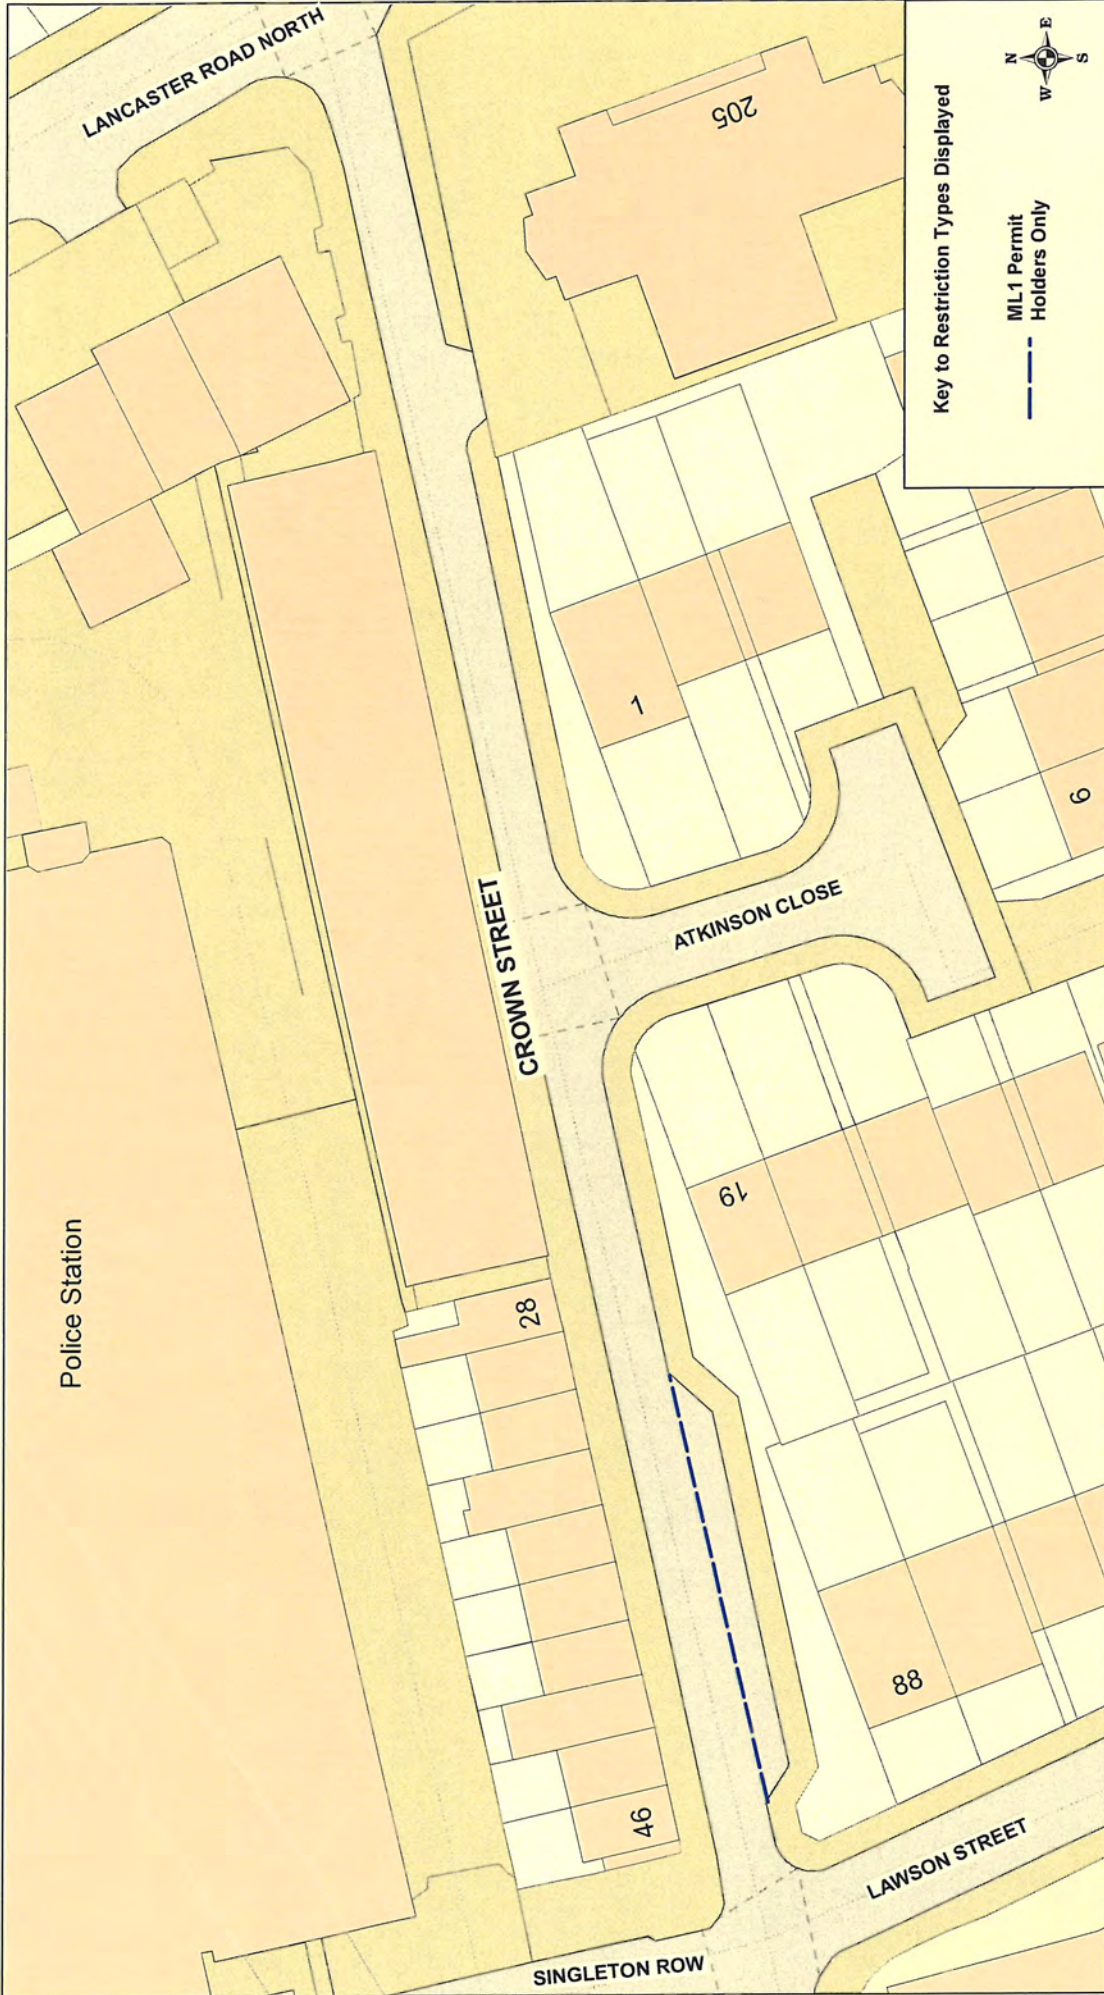 LANCASTER ROAD NORTH
205
Police Station
CROWN STREET
1
ATKINSON CLOSE
6
19
28
88
46
LAWSON STREET
SINGLETON ROW
Key to Restriction Types Displayed
ML1 Permit
Holders Only
N
E
S
W